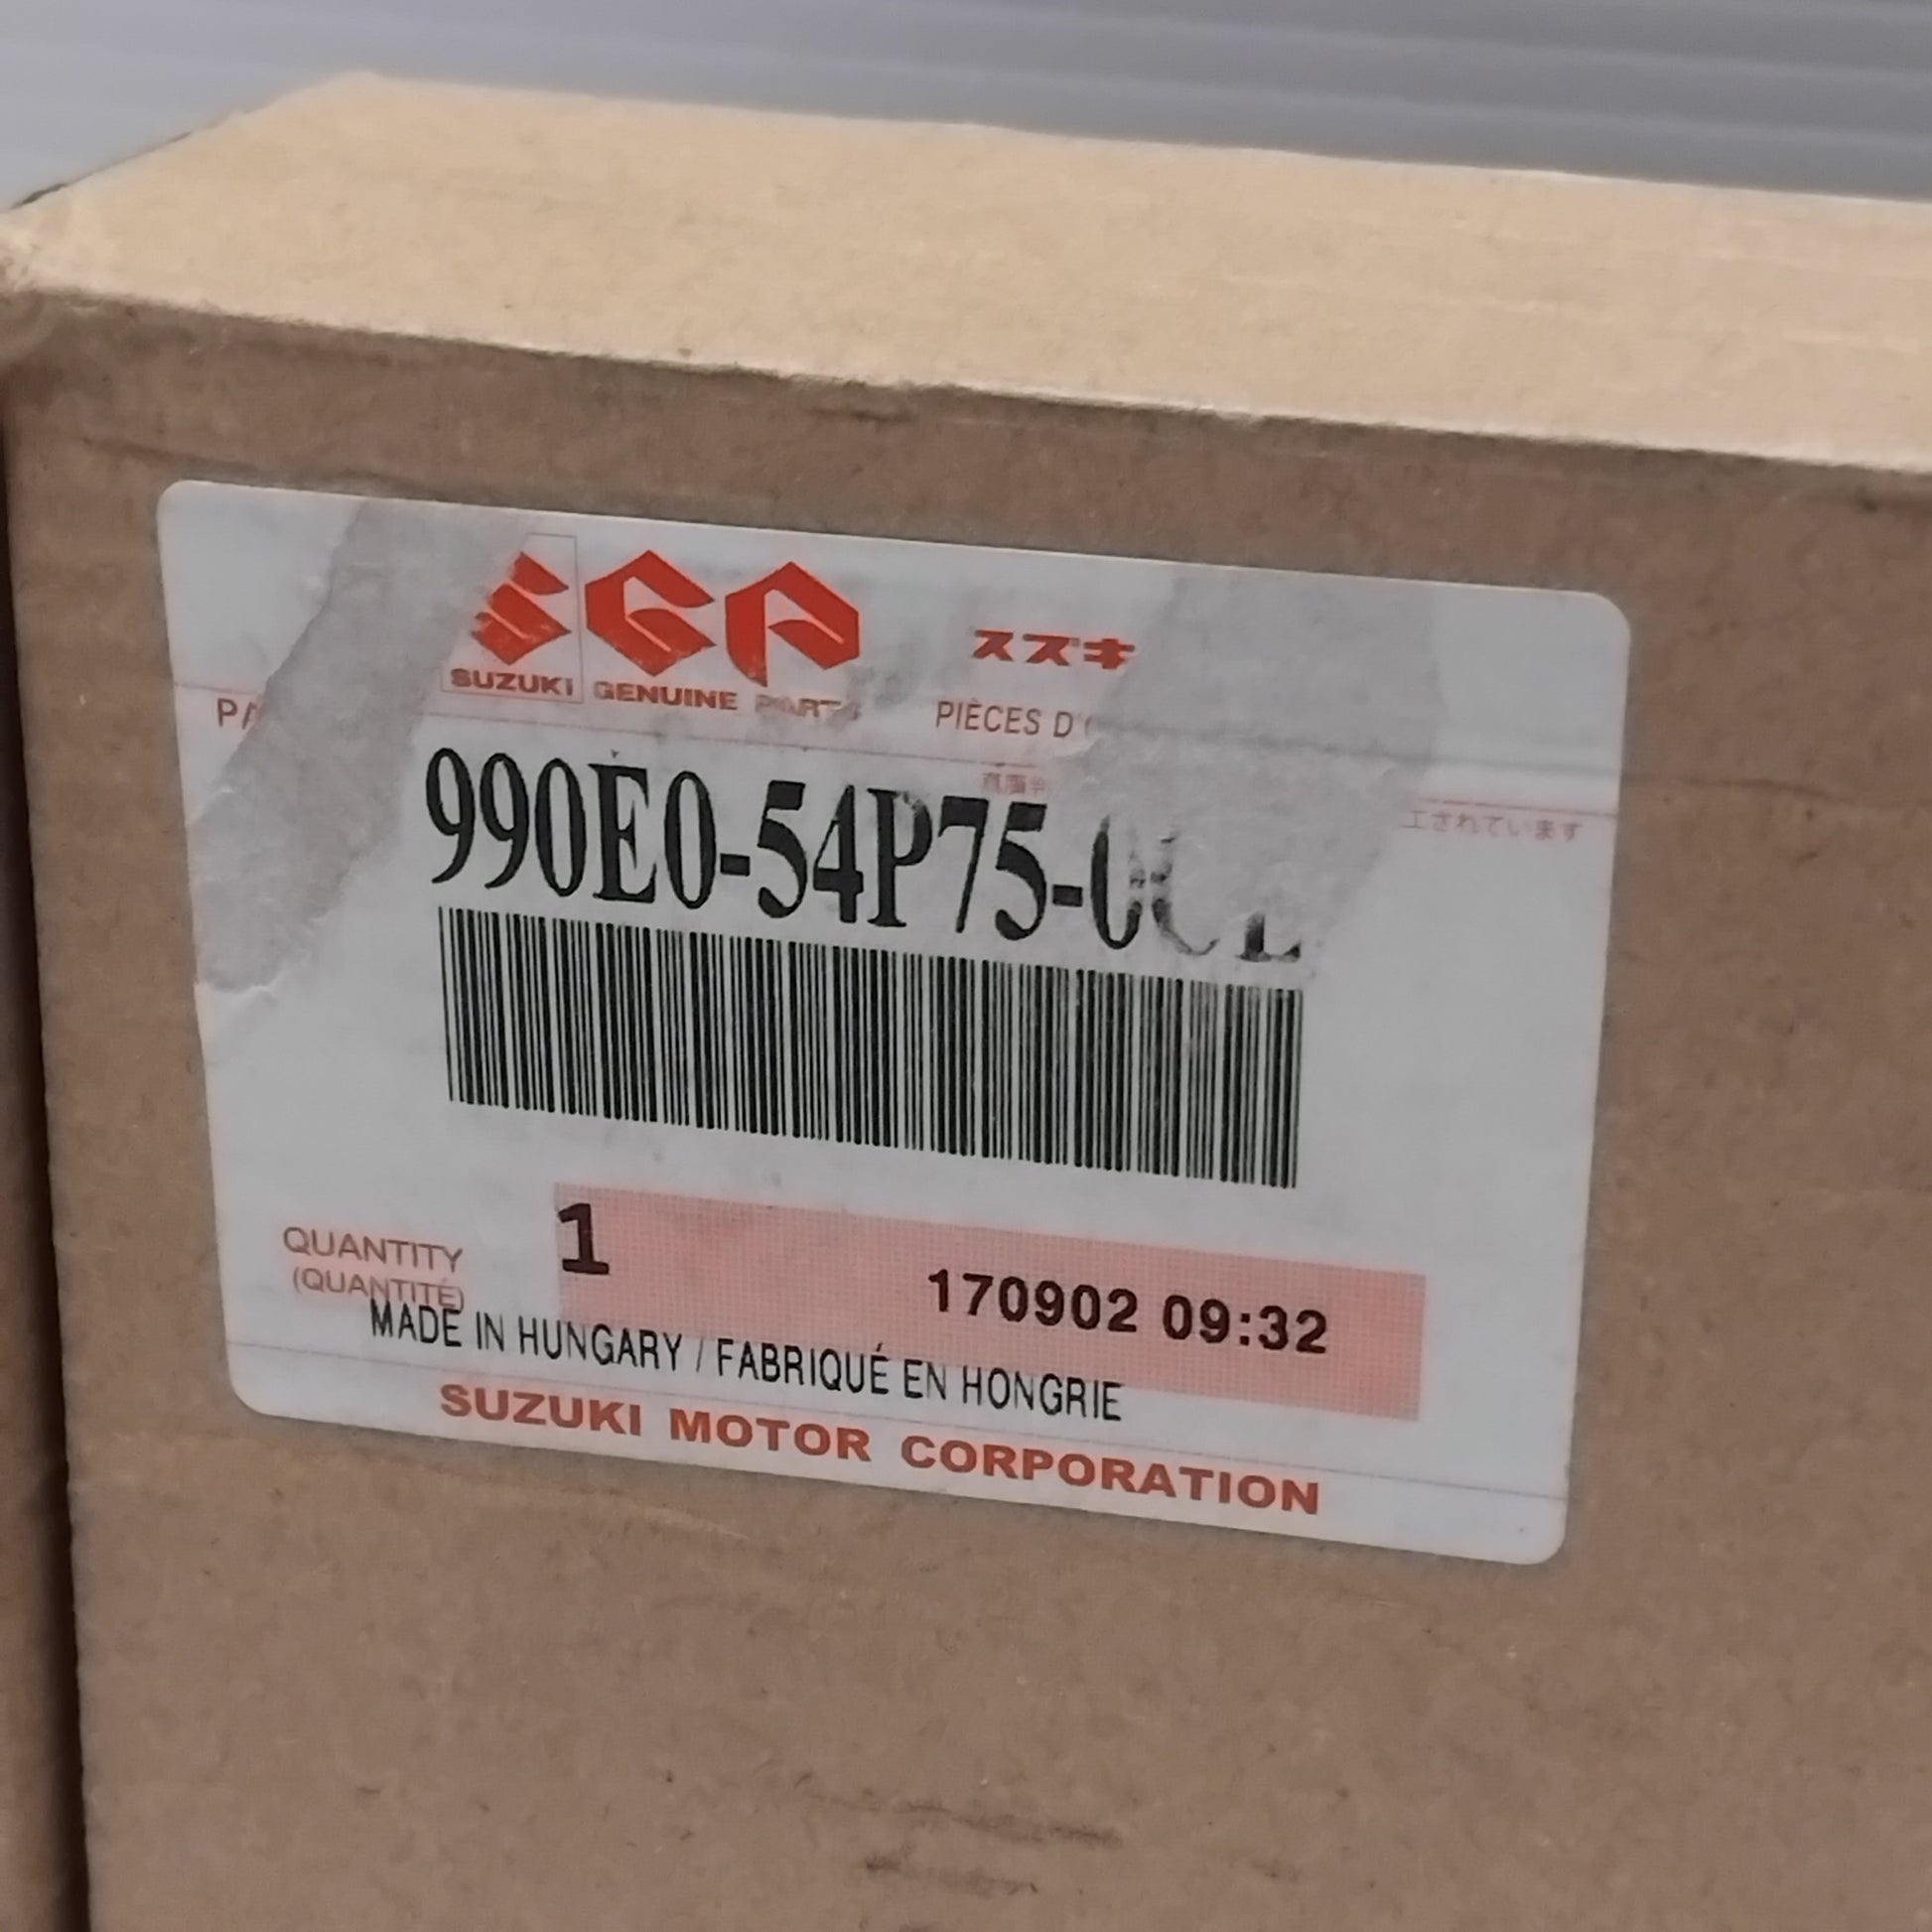 SUZUKI GENUINE PARTS
スズキ
PIÈCES
990E0-54P75-0
QUANTITY 1
(QUANTITÉ)
170902 09:32
MADE IN HUNGARY / FABRIQUÉ EN HONGRIE
SUZUKI MOTOR CORPORATION